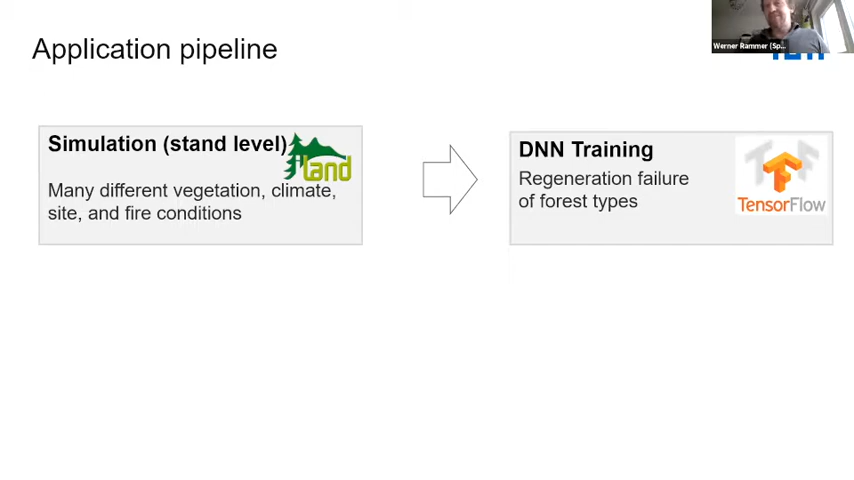 Application pipeline
Werner Rammer (Sp...
Simulation (stand level)
iLand
Many different vegetation, climate,
site, and fire conditions
DNN Training
Regeneration failure
of forest types
TensorFlow